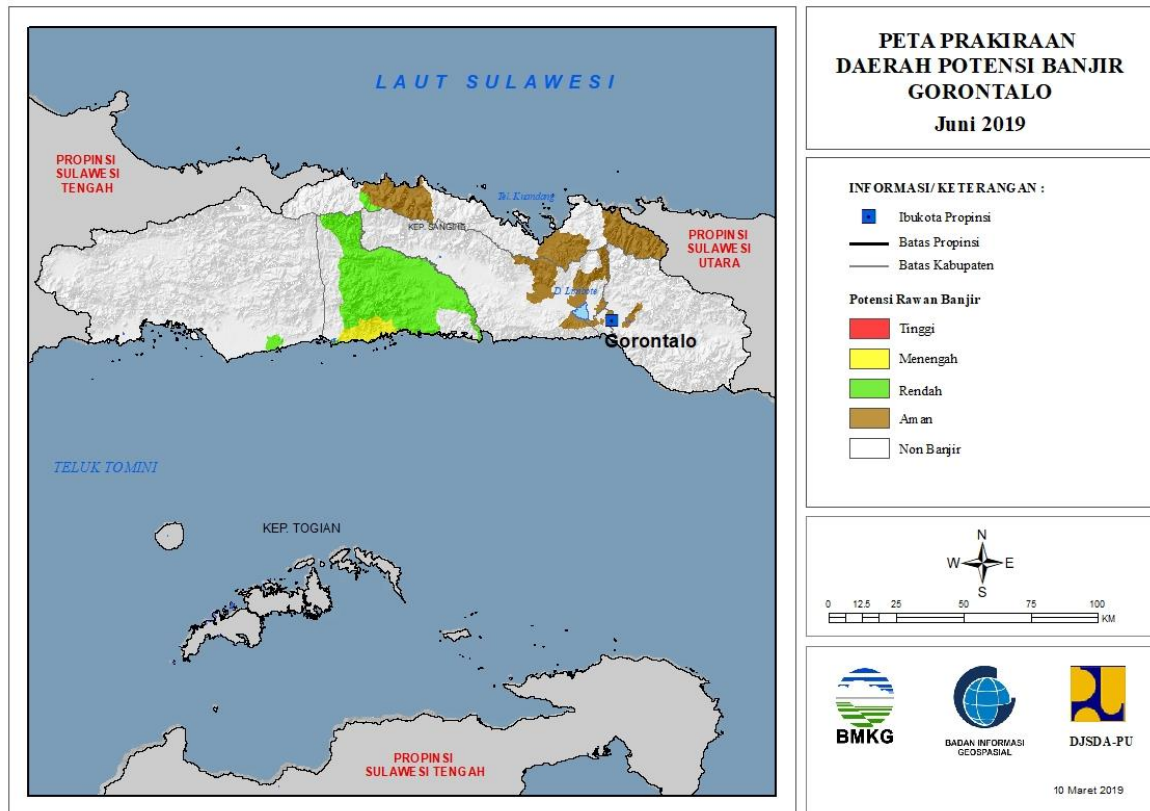 LAUT SULAWESI
PROPINSI
SULAWESI
TENGAH
Tel. Kuandang
KEP. SANGIHE
PROPINSI
SULAWESI
UTARA
D. Limboto
Gorontalo
TELUK TOMINI
KEP. TOGIAN
PROPINSI
SULAWESI TENGAH
PETA PRAKIRAAN
DAERAH POTENSI BANJIR
GORONTALO
Juni 2019
INFORMASI/ KETERANGAN :
Ibukota Propinsi
Batas Propinsi
Batas Kabupaten
Potensi Rawan Banjir
Tinggi
Menengah
Rendah
Aman
Non Banjir
N
W E
S
0 12.5 25 50 75 100
KM
BMKG
BADAN INFORMASI
GEOSPASIAL
DJSDA-PU
10 Maret 2019